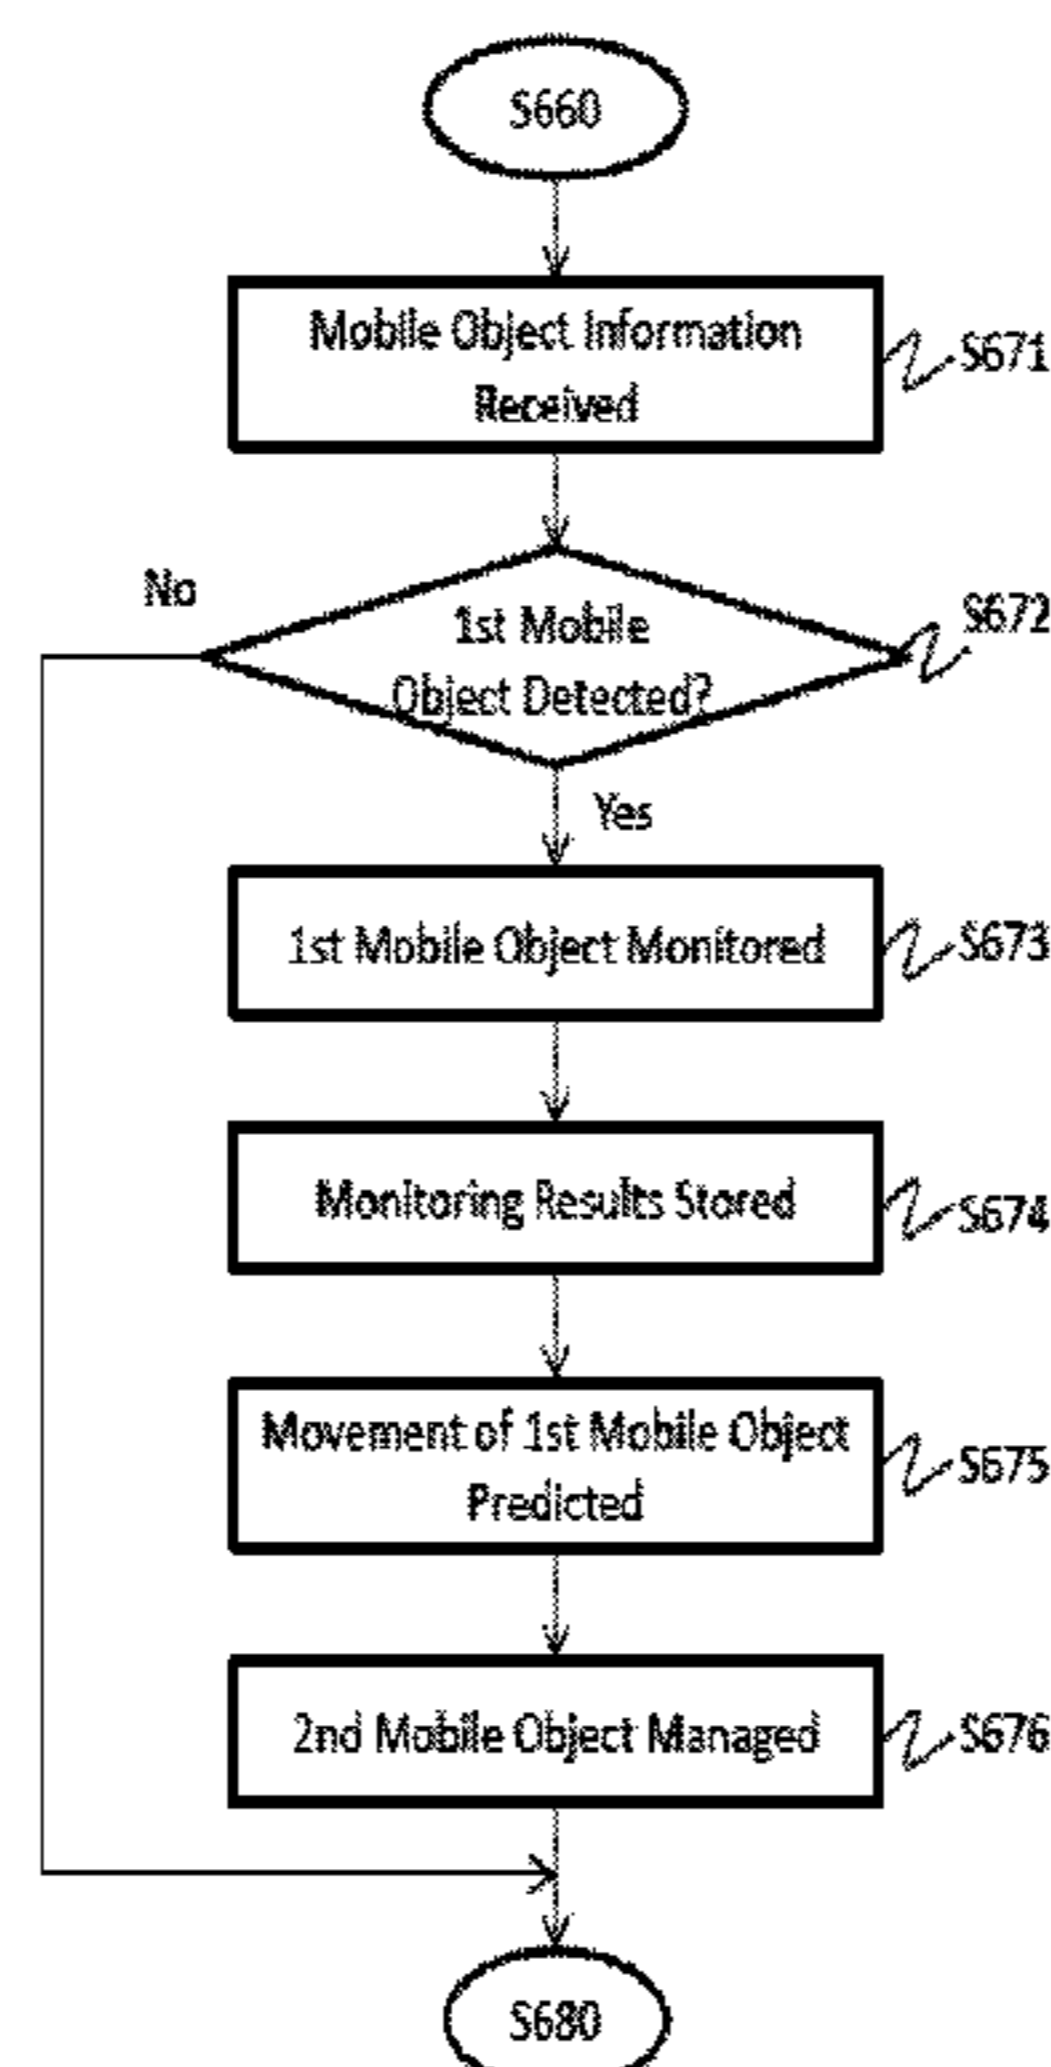 S660
Mobile Object Information
Received
S671
No
1st Mobile
Object Detected?
S672
Yes
1st Mobile Object Monitored
S673
Monitoring Results Stored
S674
Movement of 1st Mobile Object
Predicted
S675
2nd Mobile Object Managed
S676
S680